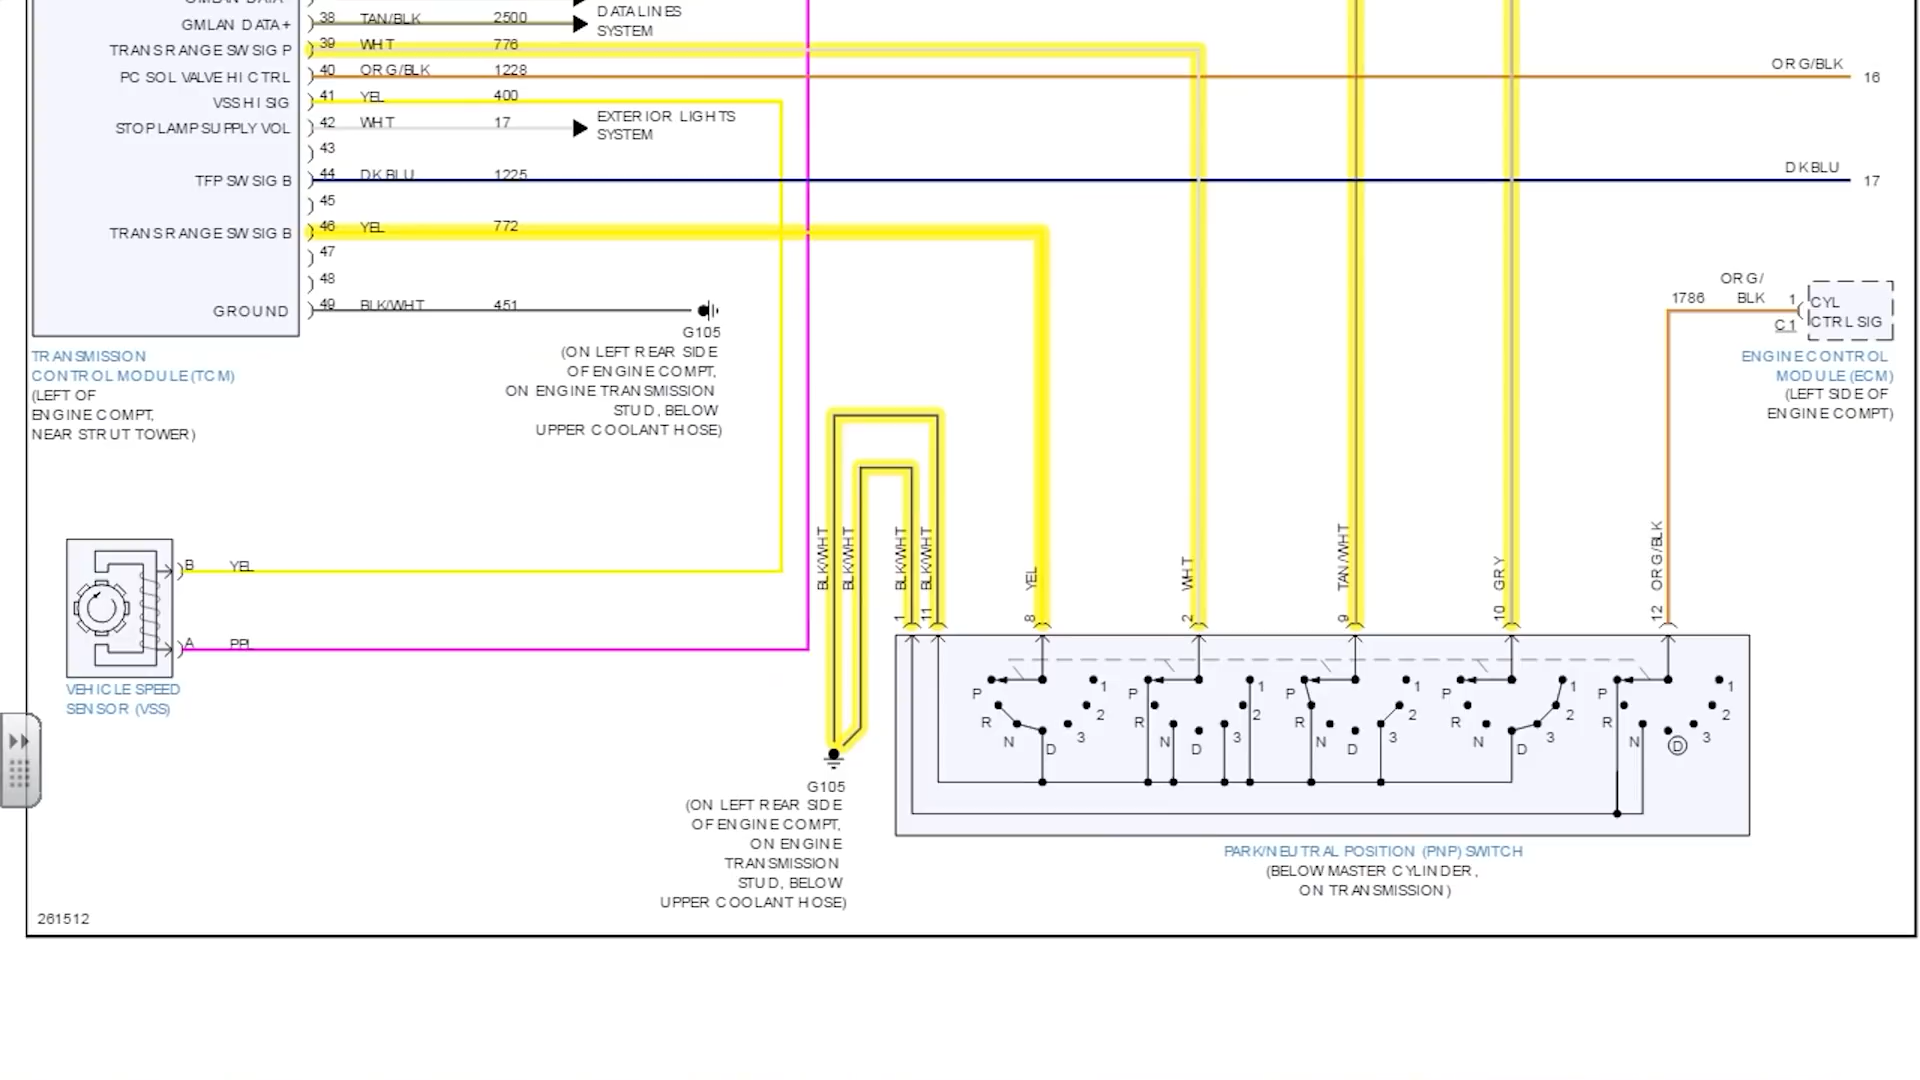 GMLAN DATA+ 38 TAN/BLK 2500
DATA LINES
SYSTEM
TRANS RANGE SW SIG P 39 WHT 776
PC SOL VALVE HI CTRL 40 ORG/BLK 1228
ORG/BLK 16
VSS HI SIG 41 YEL 400
STOP LAMP SUPPLY VOL 42 WHT 17
EXTERIOR LIGHTS
SYSTEM
43
TFP SW SIG B 44 DK BLU 1225
DK BLU 17
45
TRANS RANGE SW SIG B 46 YEL 772
47
48
GROUND 49 BLK/WHT 451
G105
(ON LEFT REAR SIDE
OF ENGINE COMPT,
ON ENGINE TRANSMISSION
STUD, BELOW
UPPER COOLANT HOSE)
TRANSMISSION
CONTROL MODULE (TCM)
(LEFT OF
ENGINE COMPT,
NEAR STRUT TOWER)
ORG/
1786 BLK 1
C1
CYL
CTRL SIG
ENGINE CONTROL
MODULE (ECM)
(LEFT SIDE OF
ENGINE COMPT)
B YEL
A PPL
VEHICLE SPEED
SENSOR (VSS)
BLK/WHT
BLK/WHT
1 BLK/WHT
11 BLK/WHT
8 YEL
2 WHT
9 TAN/WHT
10 GRY
12 ORG/BLK
P R N D 3 2 1
P R N D 3 2 1
P R N D 3 2 1
P R N D 3 2 1
P R N D 3 2 1
G105
(ON LEFT REAR SIDE
OF ENGINE COMPT,
ON ENGINE
TRANSMISSION
STUD, BELOW
UPPER COOLANT HOSE)
PARK/NEUTRAL POSITION (PNP) SWITCH
(BELOW MASTER CYLINDER,
ON TRANSMISSION)
261512